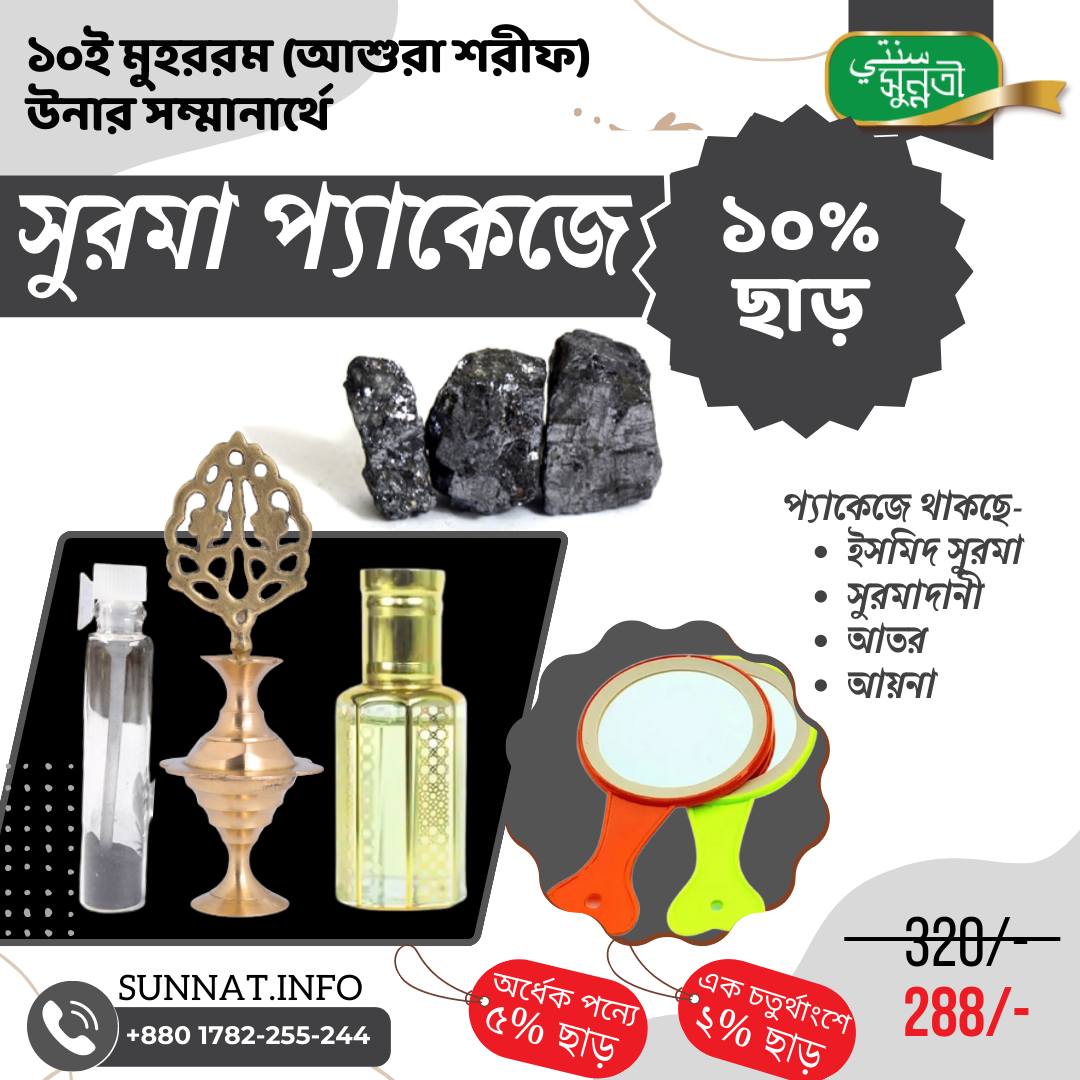 ১০ই মুহররম (আশুরা শরীফ)
উনার সম্মানার্থে
سنتي
সুন্নতী
সুরমা প্যাকেজে
১০%
ছাড়
প্যাকেজে থাকছে-
• ইসমিদ সুরমা
• সুরমাদানী
• আতর
• আয়না
320/-
288/-
SUNNAT.INFO
+880 1782-255-244
অর্ধেক পন্যে
৫% ছাড়
এক চতুর্থাংশে
২% ছাড়